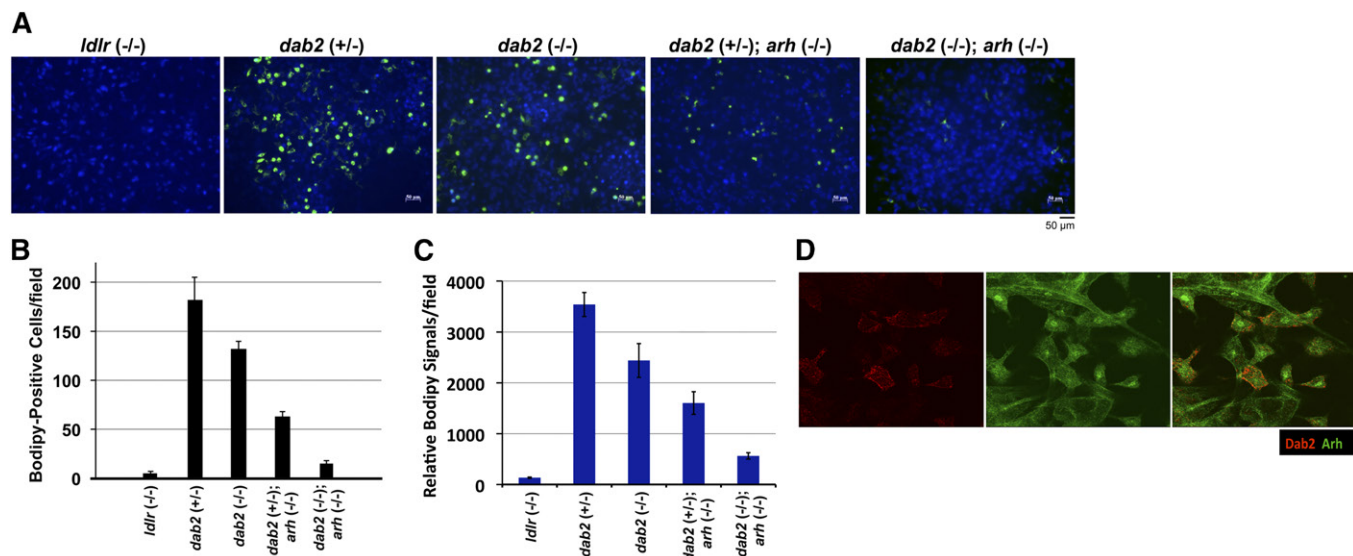 A
ldlr (-/-)
dab2 (+/-)
dab2 (-/-)
dab2 (+/-); arh (-/-)
dab2 (-/-); arh (-/-)
50 µm
B
Bodipy-Positive Cells/field
200
150
100
50
0
ldlr (-/-)
dab2 (+/-)
dab2 (-/-)
dab2 (+/-);
arh (-/-)
dab2 (-/-);
arh (-/-)
C
Relative Bodipy Signals/field
4000
3000
2000
1000
0
ldlr (-/-)
dab2 (+/-)
dab2 (-/-)
dab2 (+/-);
arh (-/-)
dab2 (-/-);
arh (-/-)
D
Dab2 Arh